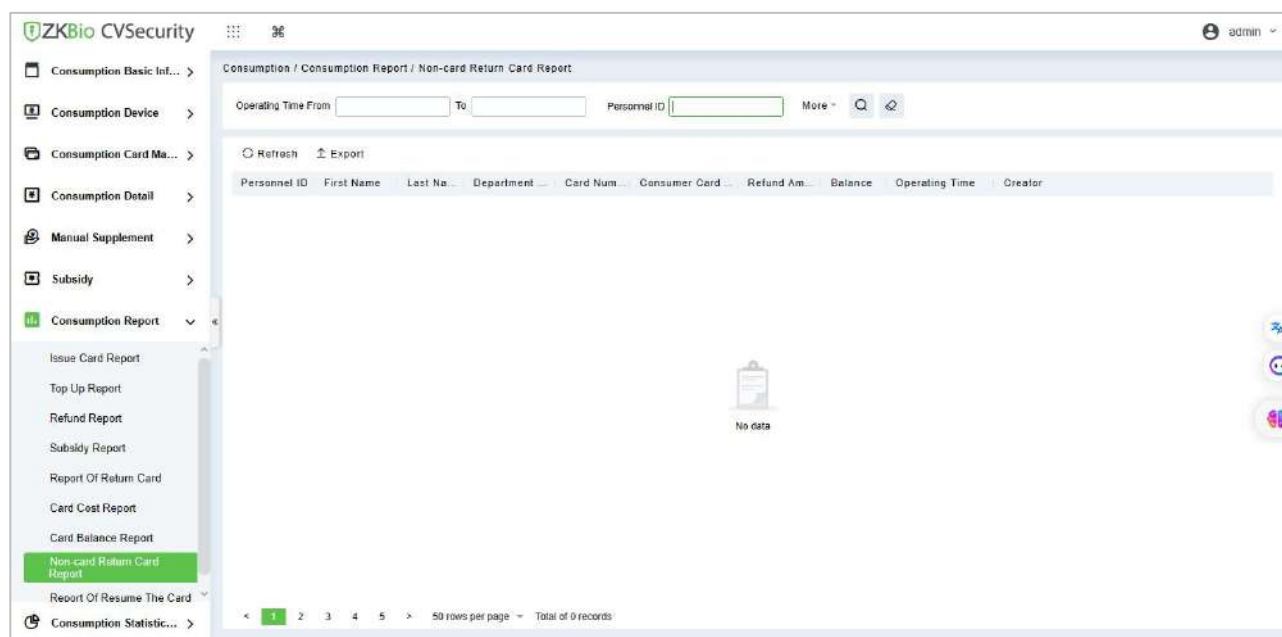 ZKBio CVSecurity
admin
Consumption Basic Inf...
Consumption Device
Consumption Card Ma...
Consumption Detail
Manual Supplement
Subsidy
Consumption Report
Issue Card Report
Top Up Report
Refund Report
Subsidy Report
Report Of Return Card
Card Cost Report
Card Balance Report
Non-card Return Card
Report
Report Of Resume The Card
Consumption Statistic...
Consumption / Consumption Report / Non-card Return Card Report
Operating Time From To Personnel ID More
Refresh Export
Personnel ID First Name Last Na... Department ... Card Num... Consumer Card ... Refund Am... Balance Operating Time Creator
No data
< 1 2 3 4 5 > 50 rows per page Total of 0 records